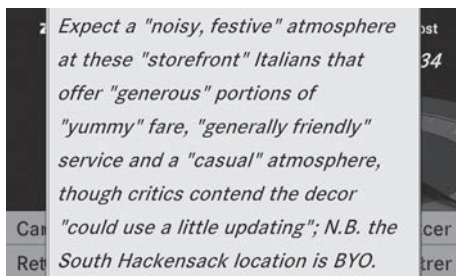 Expect a "noisy, festive" atmosphere
at these "storefront" Italians that
offer "generous" portions of
"yummy" fare, "generally friendly"
service and a "casual" atmosphere,
though critics contend the decor
"could use a little updating"; N.B. the
South Hackensack location is BYO.
34